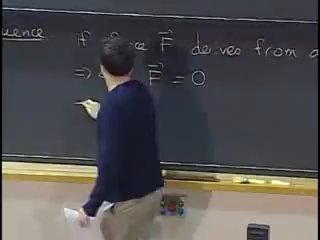 uence if F⃗ derives from a
⇒ F⃗ = 0